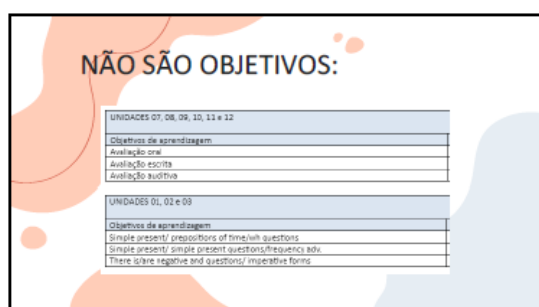 NÃO SÃO OBJETIVOS:
UNIDADES 07, 08, 09, 10, 11 e 12
Objetivos de aprendizagem
Avaliação oral
Avaliação escrita
Avaliação auditiva
UNIDADES 01, 02 e 03
Objetivos de aprendizagem
Simple present/ prepositions of time/wh questions
Simple present/ simple present questions/frequency adv.
There is/are negative and questions/ imperative forms